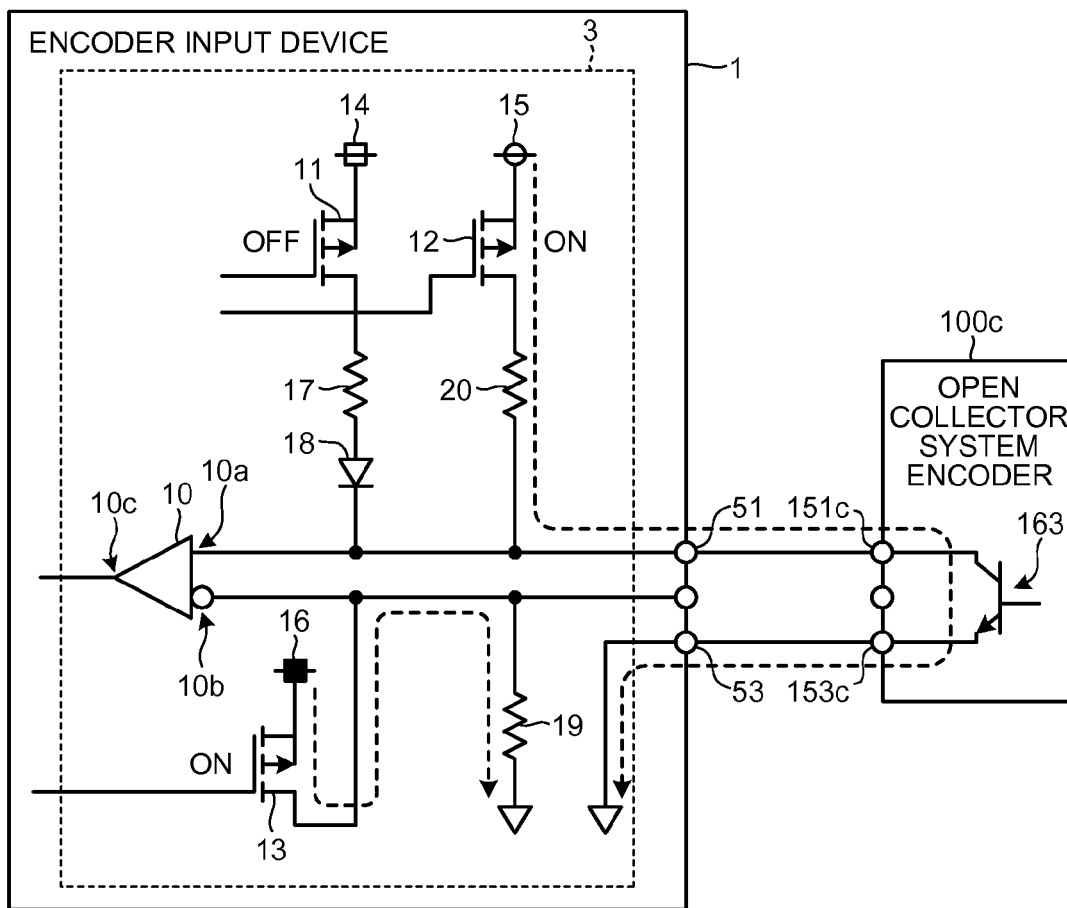 ENCODER INPUT DEVICE
3
1
14
15
11
OFF
12
ON
100c
OPEN
COLLECTOR
SYSTEM
ENCODER
17
20
18
10c
10
10a
51
151c
163
16
10b
53
153c
19
ON
13